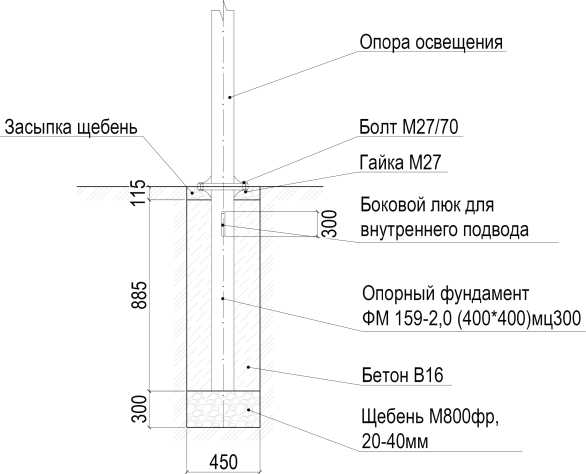 Опора освещения
Засыпка щебень
Болт М27/70
Гайка М27
115
Боковой люк для
внутреннего подвода
300
885
Опорный фундамент
ФМ 159-2,0 (400*400)мц300
Бетон В16
300
Щебень М800фр,
20-40мм
450